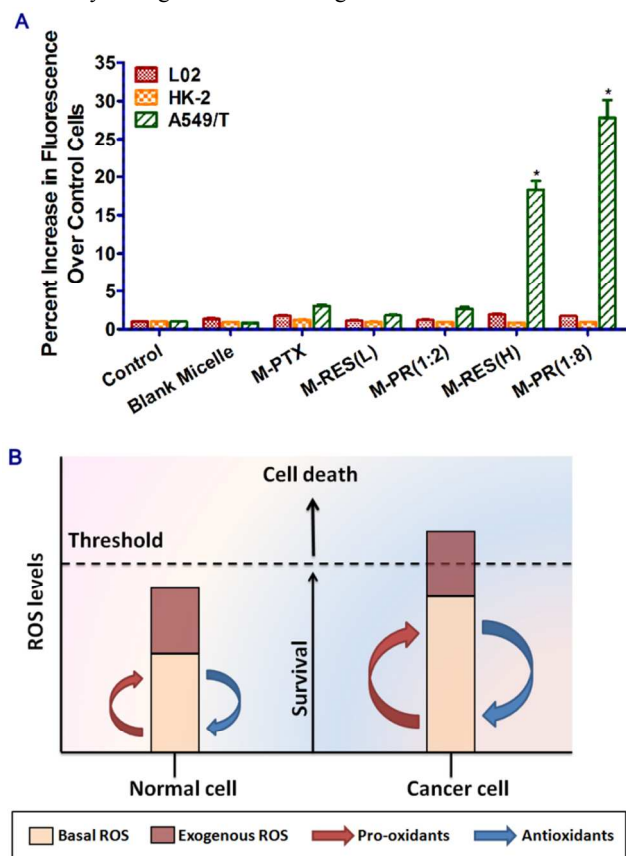 A
Percent Increase in Fluorescence
Over Control Cells
35
30
25
20
15
10
5
0
L02
HK-2
A549/T
*
*
Control
Blank Micelle
M-PTX
M-RES(L)
M-PR(1:2)
M-RES(H)
M-PR(1:8)
B
Cell death
Threshold
ROS levels
Survival
Normal cell
Cancer cell
Basal ROS
Exogenous ROS
Pro-oxidants
Antioxidants